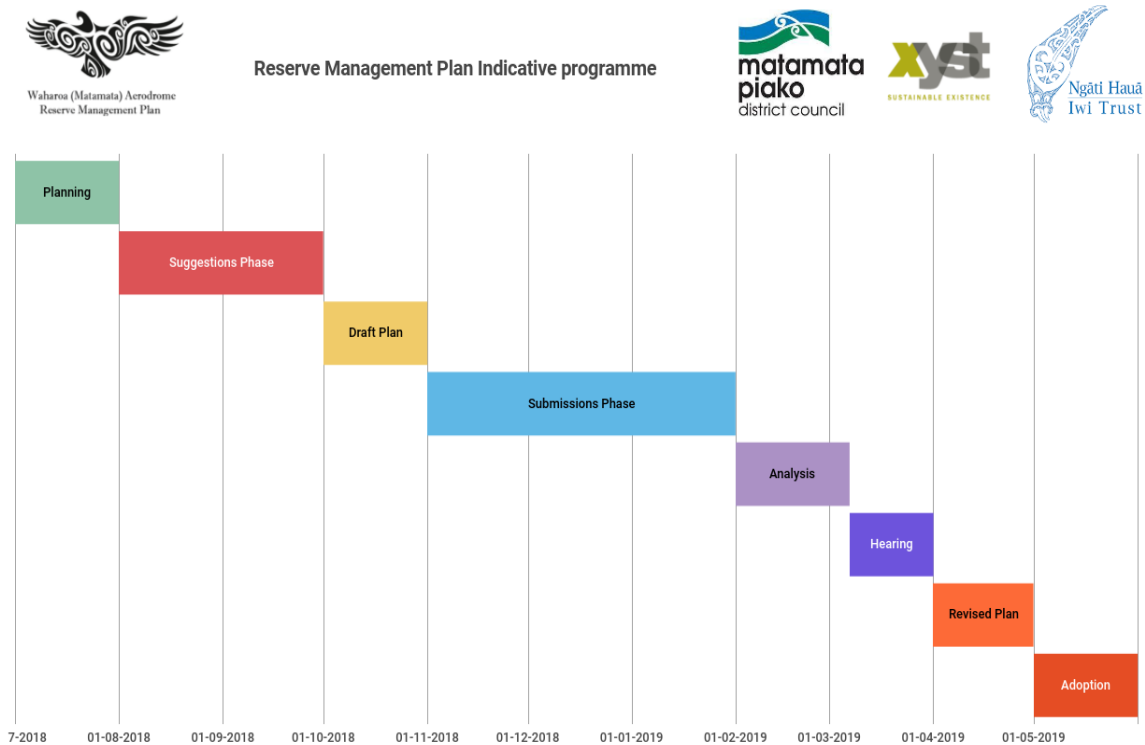 Waharoa (Matamata) Aerodrome
Reserve Management Plan
Reserve Management Plan Indicative programme
matamata
piako
district council
xyst
SUSTAINABLE EXISTENCE
Ngāti Hauā
Iwi Trust
Planning
Suggestions Phase
Draft Plan
Submissions Phase
Analysis
Hearing
Revised Plan
Adoption
7-2018 01-08-2018 01-09-2018 01-10-2018 01-11-2018 01-12-2018 01-01-2019 01-02-2019 01-03-2019 01-04-2019 01-05-2019